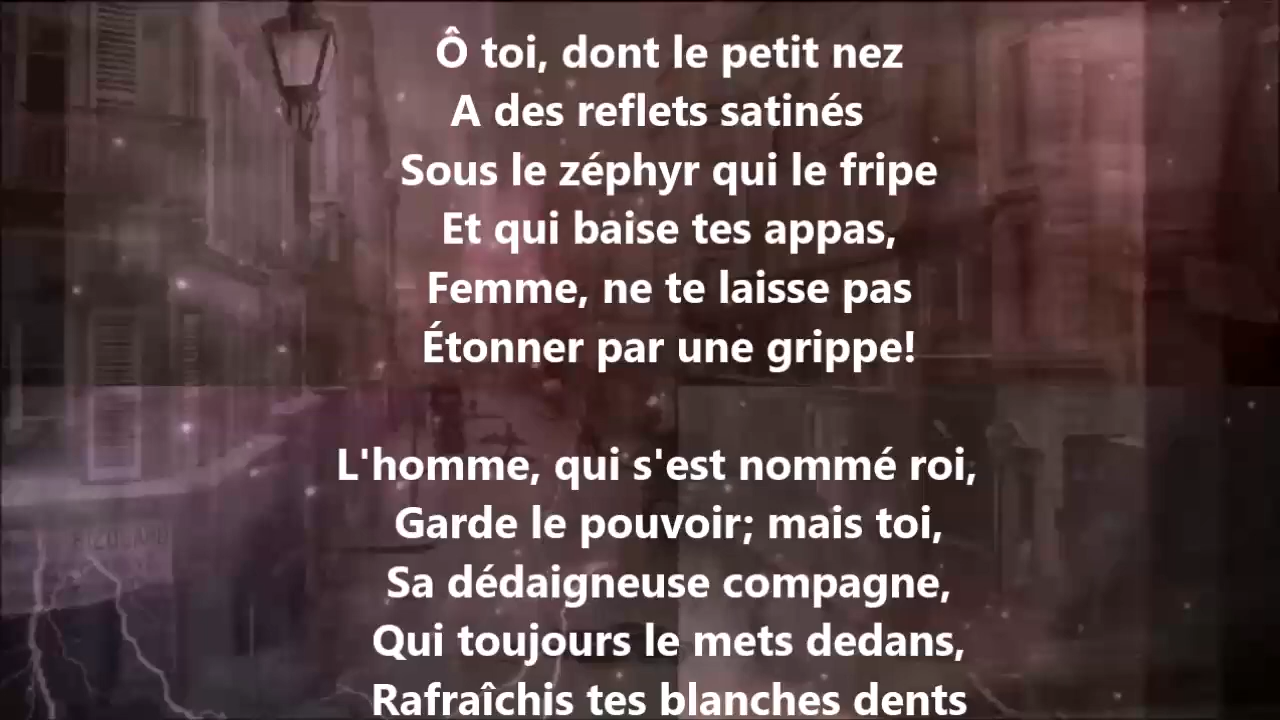 Ô toi, dont le petit nez
A des reflets satinés
Sous le zéphyr qui le fripe
Et qui baise tes appas,
Femme, ne te laisse pas
Étonner par une grippe!
L'homme, qui s'est nommé roi,
Garde le pouvoir; mais toi,
Sa dédaigneuse compagne,
Qui toujours le mets dedans,
Rafraîchis tes blanches dents